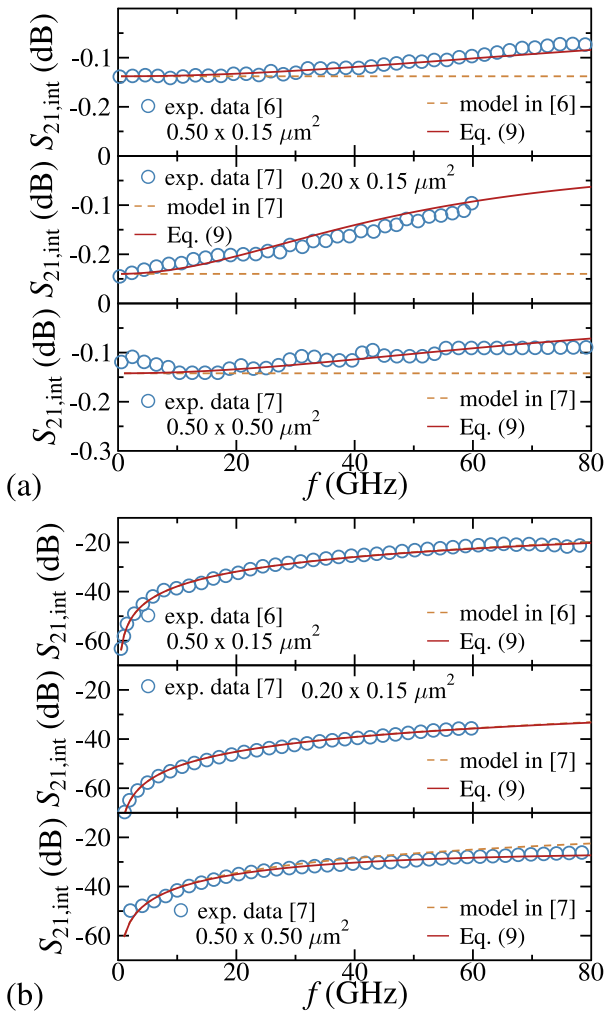 S21,int (dB)
-0.1
-0.2
0
exp. data [6]
0.50 x 0.15 μm²
model in [6]
Eq. (9)
S21,int (dB)
-0.1
-0.2
0
exp. data [7]
0.20 x 0.15 μm²
model in [7]
Eq. (9)
S21,int (dB)
-0.1
-0.2
-0.3
exp. data [7]
0.50 x 0.50 μm²
model in [7]
Eq. (9)
0 20 40 60 80
(a)
f (GHz)
S21,int (dB)
-20
-40
-60
exp. data [6]
0.50 x 0.15 μm²
model in [6]
Eq. (9)
S21,int (dB)
-20
-40
-60
exp. data [7]
0.20 x 0.15 μm²
model in [7]
Eq. (9)
S21,int (dB)
-20
-40
-60
exp. data [7]
0.50 x 0.50 μm²
model in [7]
Eq. (9)
0 20 40 60 80
(b)
f (GHz)